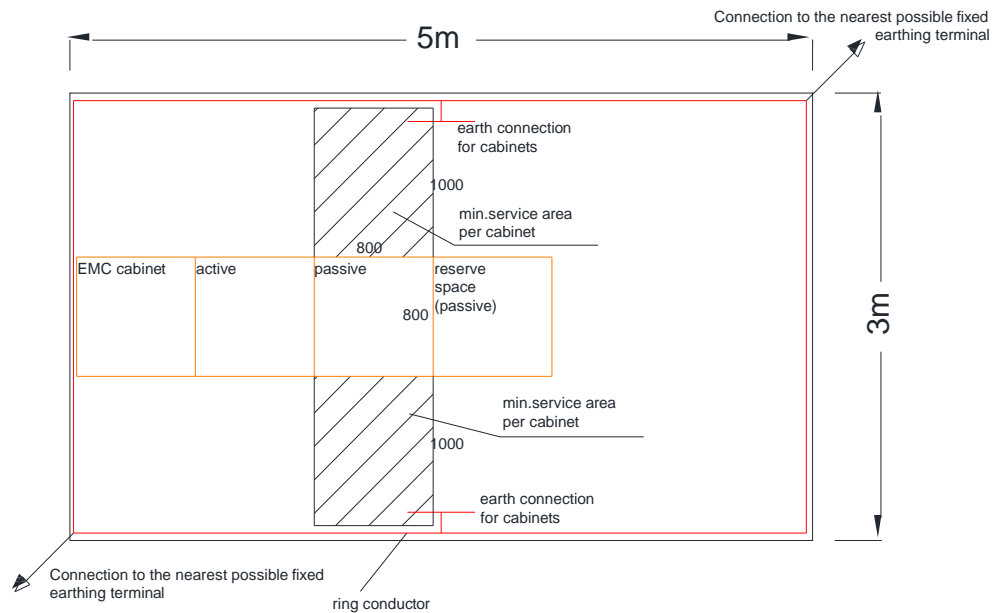 Connection to the nearest possible fixed
earthing terminal
5m
earth connection
for cabinets
1000
min.service area
per cabinet
800
EMC cabinet
active
passive
reserve
space
(passive)
800
3m
min.service area
per cabinet
1000
earth connection
for cabinets
Connection to the nearest possible fixed
earthing terminal
ring conductor